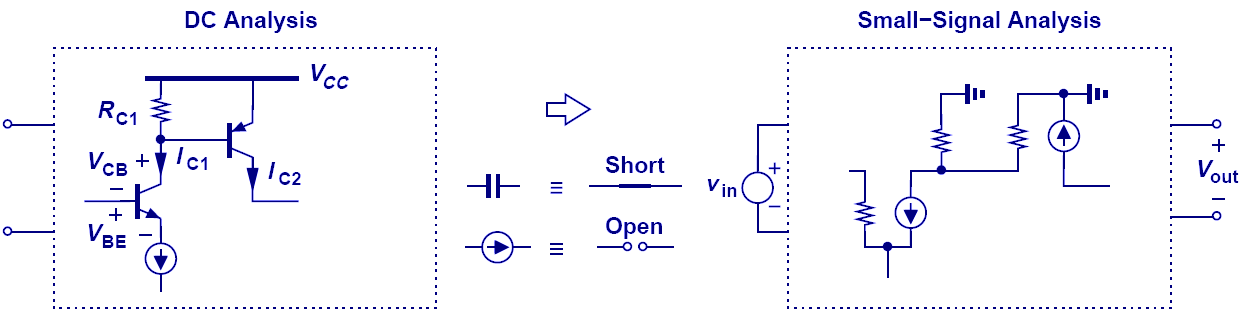 DC Analysis
Small−Signal Analysis
VCC
RC1
VCB + IC1
−
IC2
+
VBE −
Short
≡
Open
≡
vin + −
+
Vout
−